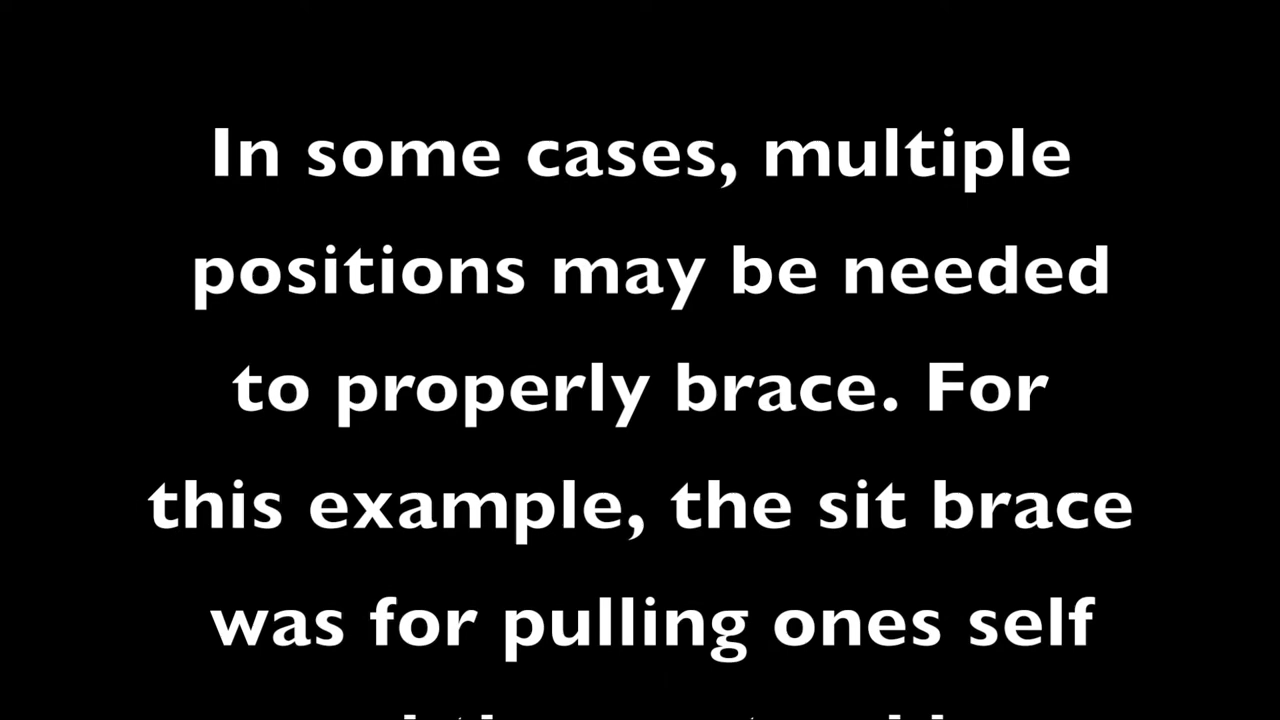 In some cases, multiple
positions may be needed
to properly brace. For
this example, the sit brace
was for pulling ones self